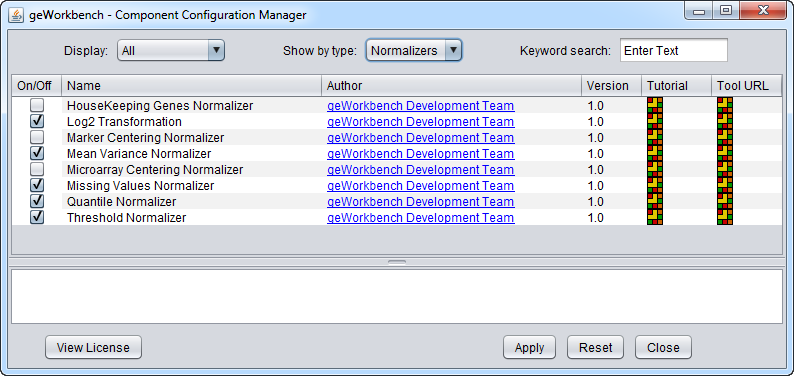 geWorkbench - Component Configuration Manager
Display: All Show by type: Normalizers Keyword search: Enter Text
On/Off Name Author Version Tutorial Tool URL
HouseKeeping Genes Normalizer geWorkbench Development Team 1.0
Log2 Transformation geWorkbench Development Team 1.0
Marker Centering Normalizer geWorkbench Development Team 1.0
Mean Variance Normalizer geWorkbench Development Team 1.0
Microarray Centering Normalizer geWorkbench Development Team 1.0
Missing Values Normalizer geWorkbench Development Team 1.0
Quantile Normalizer geWorkbench Development Team 1.0
Threshold Normalizer geWorkbench Development Team 1.0
View License Apply Reset Close